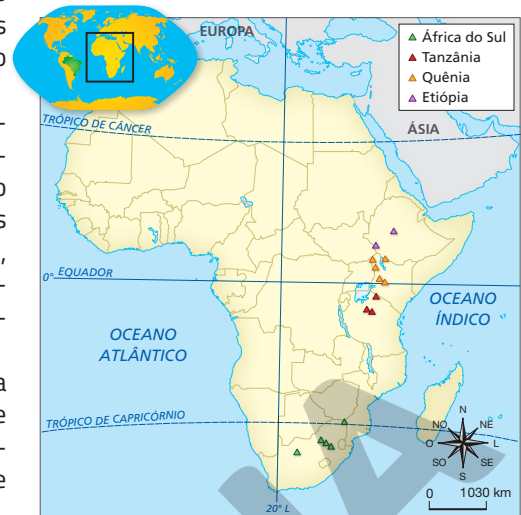 EUROPA
África do Sul
Tanzânia
Quênia
Etiópia
ÁSIA
TRÓPICO DE CÂNCER
0° EQUADOR
OCEANO
ÍNDICO
OCEANO
ATLÂNTICO
TRÓPICO DE CAPRICÓRNIO
N
NO
NE
O
L
SO
SE
S
0
1030 km
20° L